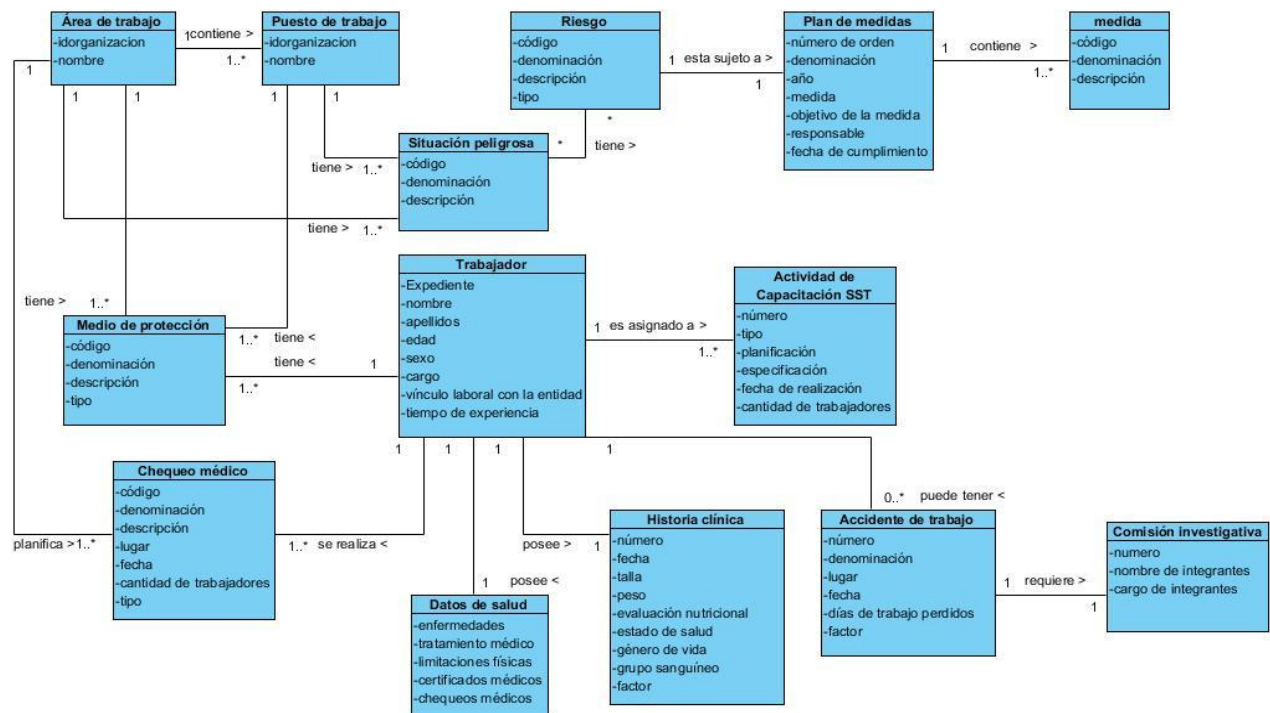 Área de trabajo
-idorganizacion
-nombre
1
contiene >
1..*
Puesto de trabajo
-idorganizacion
-nombre
Riesgo
-código
-denominación
-descripción
-tipo
1
esta sujeto a >
1
Plan de medidas
-número de orden
-denominación
-año
-medida
-objetivo de la medida
-responsable
-fecha de cumplimiento
1
contiene >
1..*
medida
-código
-denominación
-descripción
1
1
1
1
1
*
*
tiene >
Situación peligrosa
-código
-denominación
-descripción
tiene >
1..*
tiene >
1..*
tiene >
1..*
Medio de protección
-código
-denominación
-descripción
-tipo
1..*
tiene <
tiene <
1
1..*
Trabajador
-Expediente
-nombre
-apellidos
-edad
-sexo
-cargo
-vínculo laboral con la entidad
-tiempo de experiencia
1
es asignado a >
1..*
Actividad de
Capacitación SST
-número
-tipo
-planificación
-especificación
-fecha de realización
-cantidad de trabajadores
1
1
1
1
planifica >
1..*
Chequeo médico
-código
-denominación
-descripción
-lugar
-fecha
-cantidad de trabajadores
-tipo
1..*
se realiza <
1
posee <
Datos de salud
-enfermedades
-tratamiento médico
-limitaciones físicas
-certificados médicos
-chequeos médicos
posee >
1
Historia clínica
-número
-fecha
-talla
-peso
-evaluación nutricional
-estado de salud
-género de vida
-grupo sanguíneo
-factor
0..*
puede tener <
Accidente de trabajo
-número
-denominación
-lugar
-fecha
-días de trabajo perdidos
-factor
1
requiere >
1
Comisión investigativa
-numero
-nombre de integrantes
-cargo de integrantes